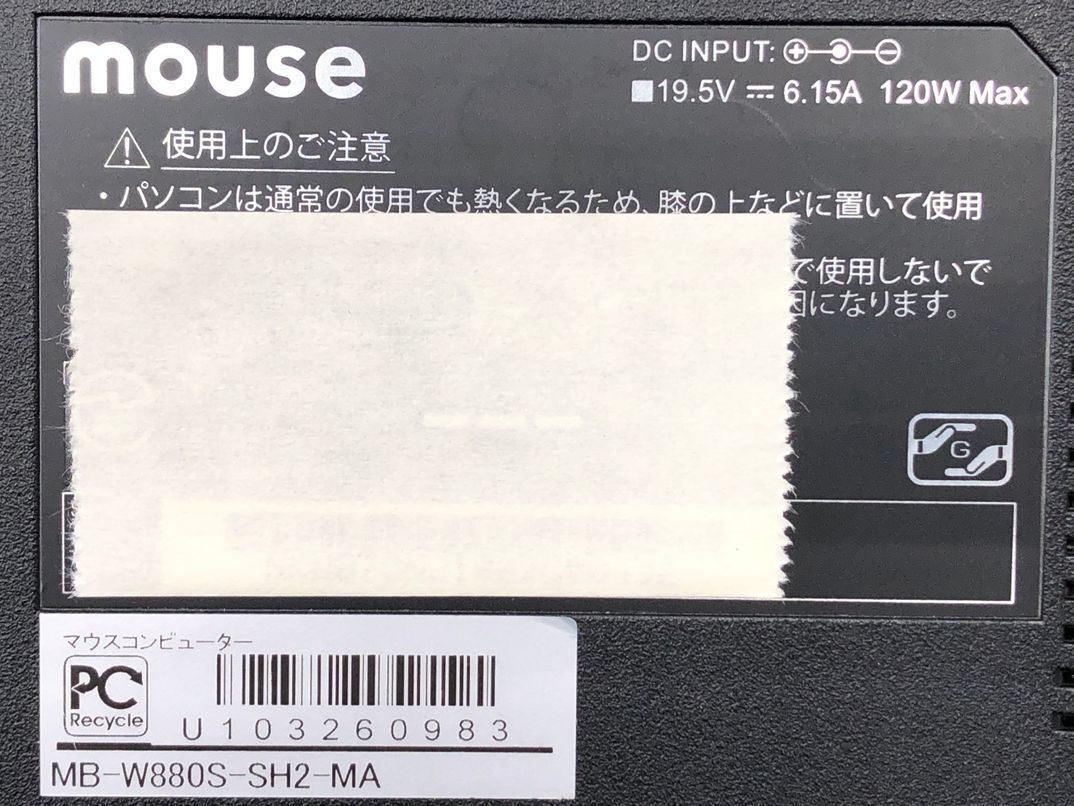 mouse
DC INPUT:
19.5V ⎓ 6.15A 120W Max
使用上のご注意
・パソコンは通常の使用でも熱くなるため、膝の上などに置いて使用
で使用しないで
因になります。
G
マウスコンピューター
PC
Recycle
U103260983
MB-W880S-SH2-MA